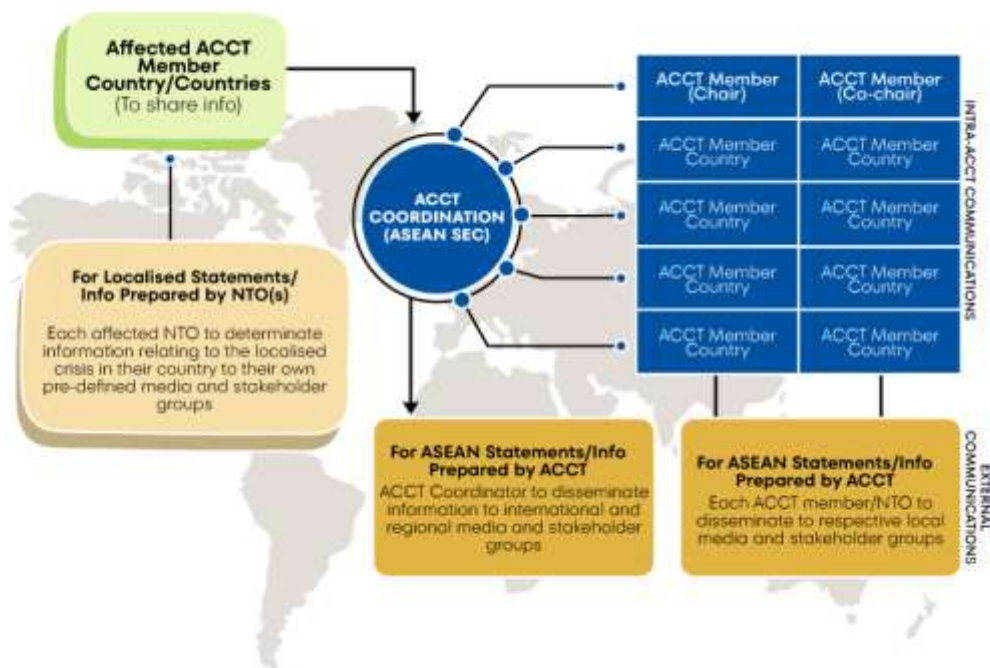 Affected ACCT
Member
Country/Countries
(To share info)
ACCT
COORDINATION
(ASEAN SEC)
ACCT Member
(Chair)
ACCT Member
(Co-chair)
ACCT Member
Country
ACCT Member
Country
ACCT Member
Country
ACCT Member
Country
ACCT Member
Country
ACCT Member
Country
ACCT Member
Country
ACCT Member
Country
INTRA-ACCT COMMUNICATIONS
For Localised Statements/
Info Prepared by NTO(s)
Each affected NTO to determinate
information relating to the localised
crisis in their country to their own
pre-defined media and stakeholder
groups
For ASEAN Statements/Info
Prepared by ACCT
ACCT Coordinator to disseminate
information to international and
regional media and stakeholder
groups
For ASEAN Statements/Info
Prepared by ACCT
Each ACCT member/NTO to
disseminate to respective local
media and stakeholder groups
EXTERNAL
COMMUNICATIONS